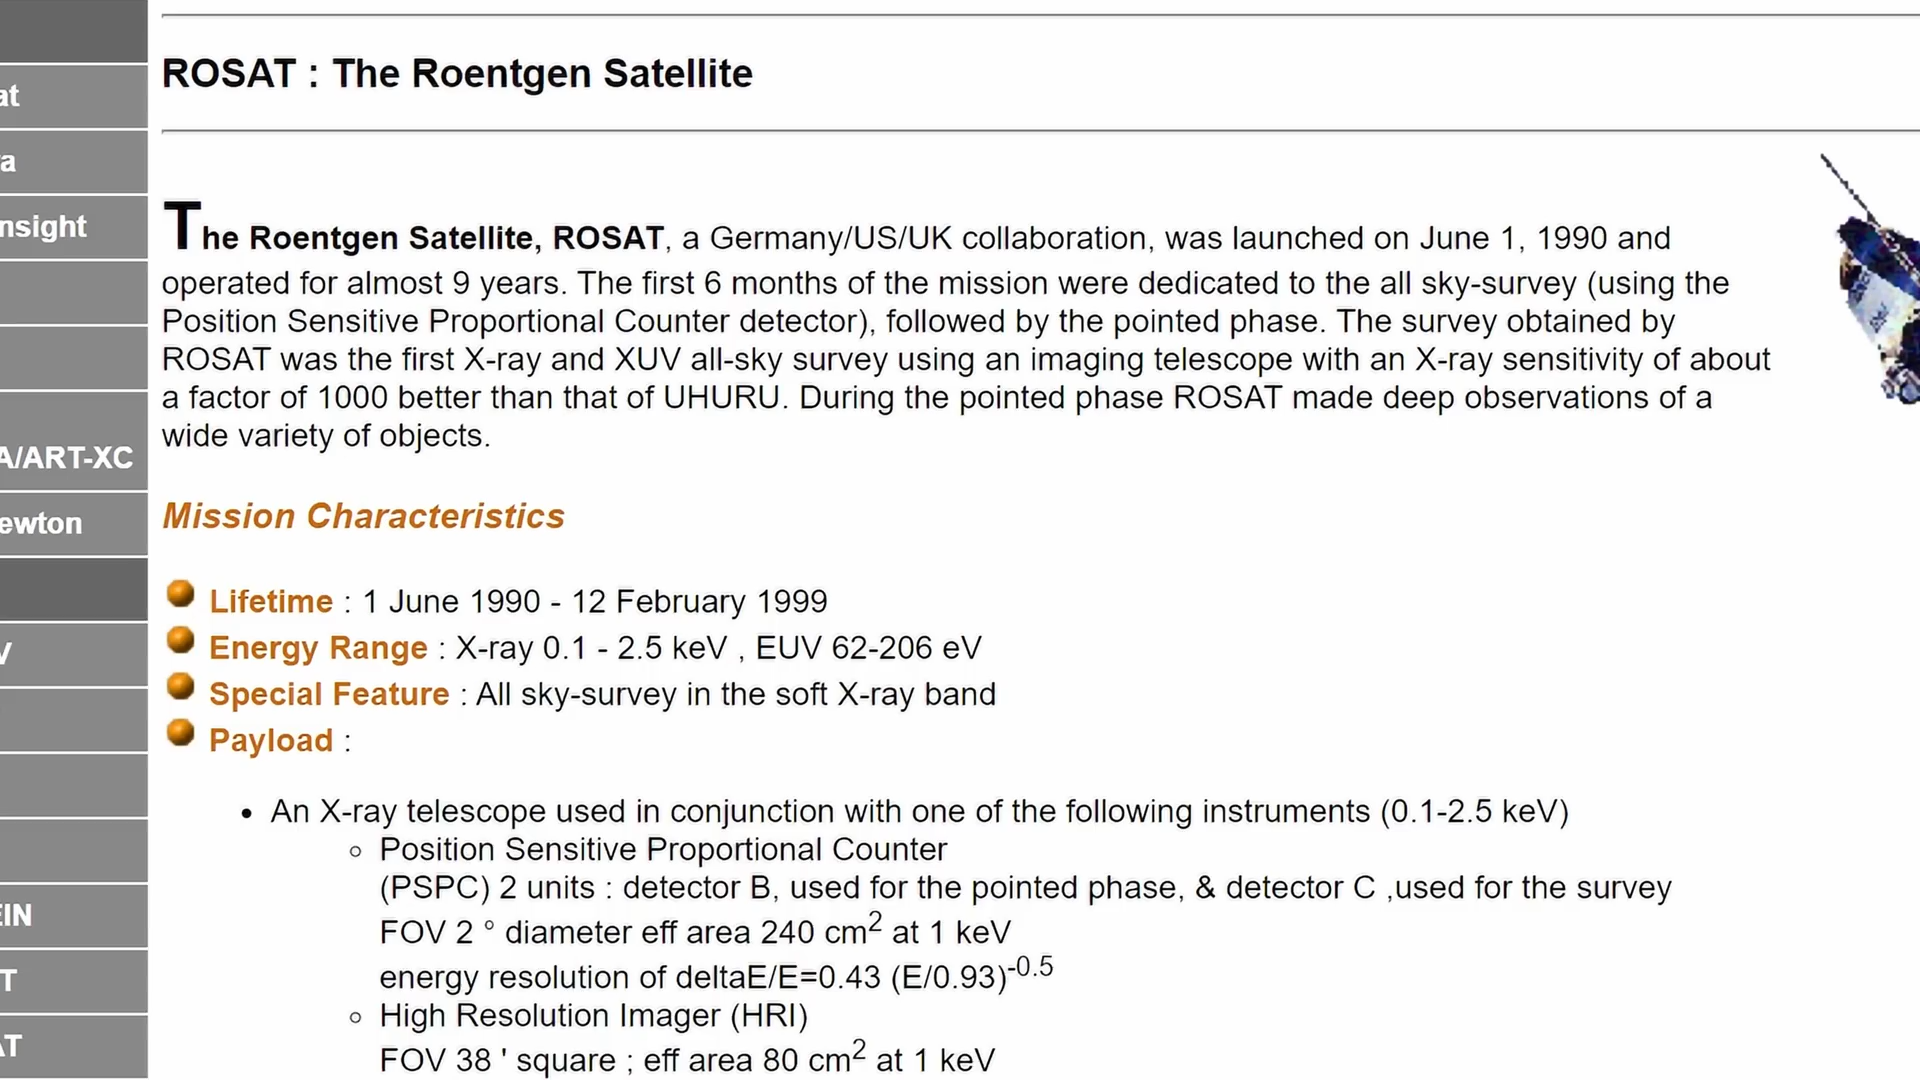 ROSAT : The Roentgen Satellite
The Roentgen Satellite, ROSAT, a Germany/US/UK collaboration, was launched on June 1, 1990 and
operated for almost 9 years. The first 6 months of the mission were dedicated to the all sky-survey (using the
Position Sensitive Proportional Counter detector), followed by the pointed phase. The survey obtained by
ROSAT was the first X-ray and XUV all-sky survey using an imaging telescope with an X-ray sensitivity of about
a factor of 1000 better than that of UHURU. During the pointed phase ROSAT made deep observations of a
wide variety of objects.
Mission Characteristics
Lifetime : 1 June 1990 - 12 February 1999
Energy Range : X-ray 0.1 - 2.5 keV , EUV 62-206 eV
Special Feature : All sky-survey in the soft X-ray band
Payload :
• An X-ray telescope used in conjunction with one of the following instruments (0.1-2.5 keV)
◦ Position Sensitive Proportional Counter
(PSPC) 2 units : detector B, used for the pointed phase, & detector C ,used for the survey
FOV 2 ° diameter eff area 240 cm² at 1 keV
energy resolution of deltaE/E=0.43 (E/0.93)⁻⁰·⁵
◦ High Resolution Imager (HRI)
FOV 38 ' square ; eff area 80 cm² at 1 keV
at
a
nsight
A/ART-XC
ewton
V
EIN
T
AT